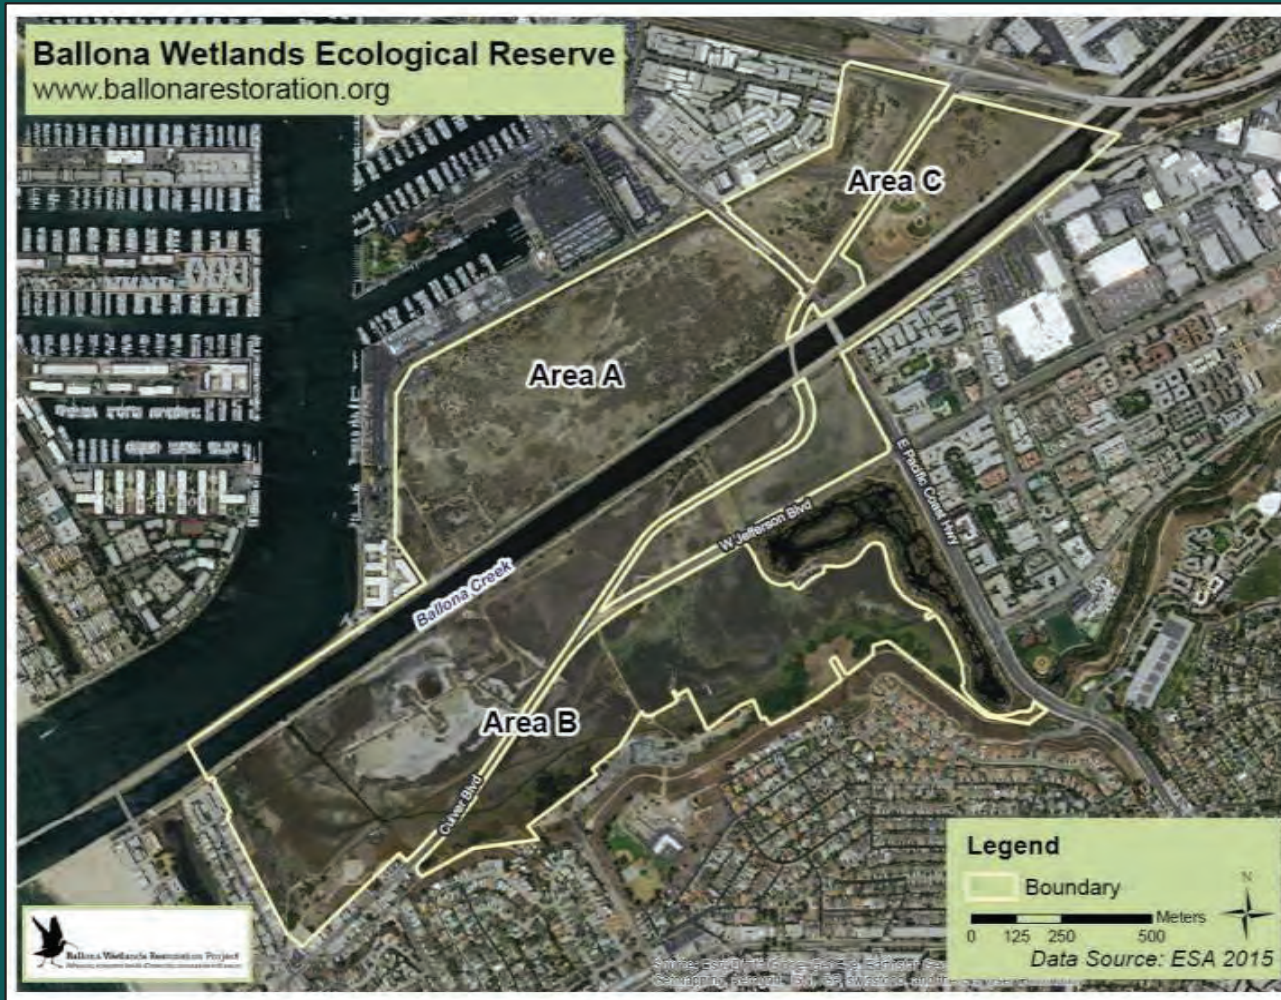 Ballona Wetlands Ecological Reserve
www.ballonarestoration.org
Area C
Area A
E Pacific Coast Hwy
W Jefferson Blvd
Ballona Creek
Area B
Culver Blvd
Legend
Boundary
N
Meters
0 125 250 500
Data Source: ESA 2015
Ballona Wetlands Restoration Project